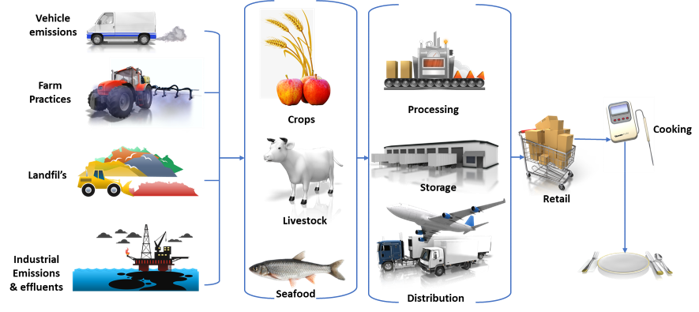 Vehicle
emissions
Farm
Practices
Landfil's
Industrial
Emissions
& effluents
Crops
Livestock
Seafood
Processing
Storage
Distribution
Retail
Cooking